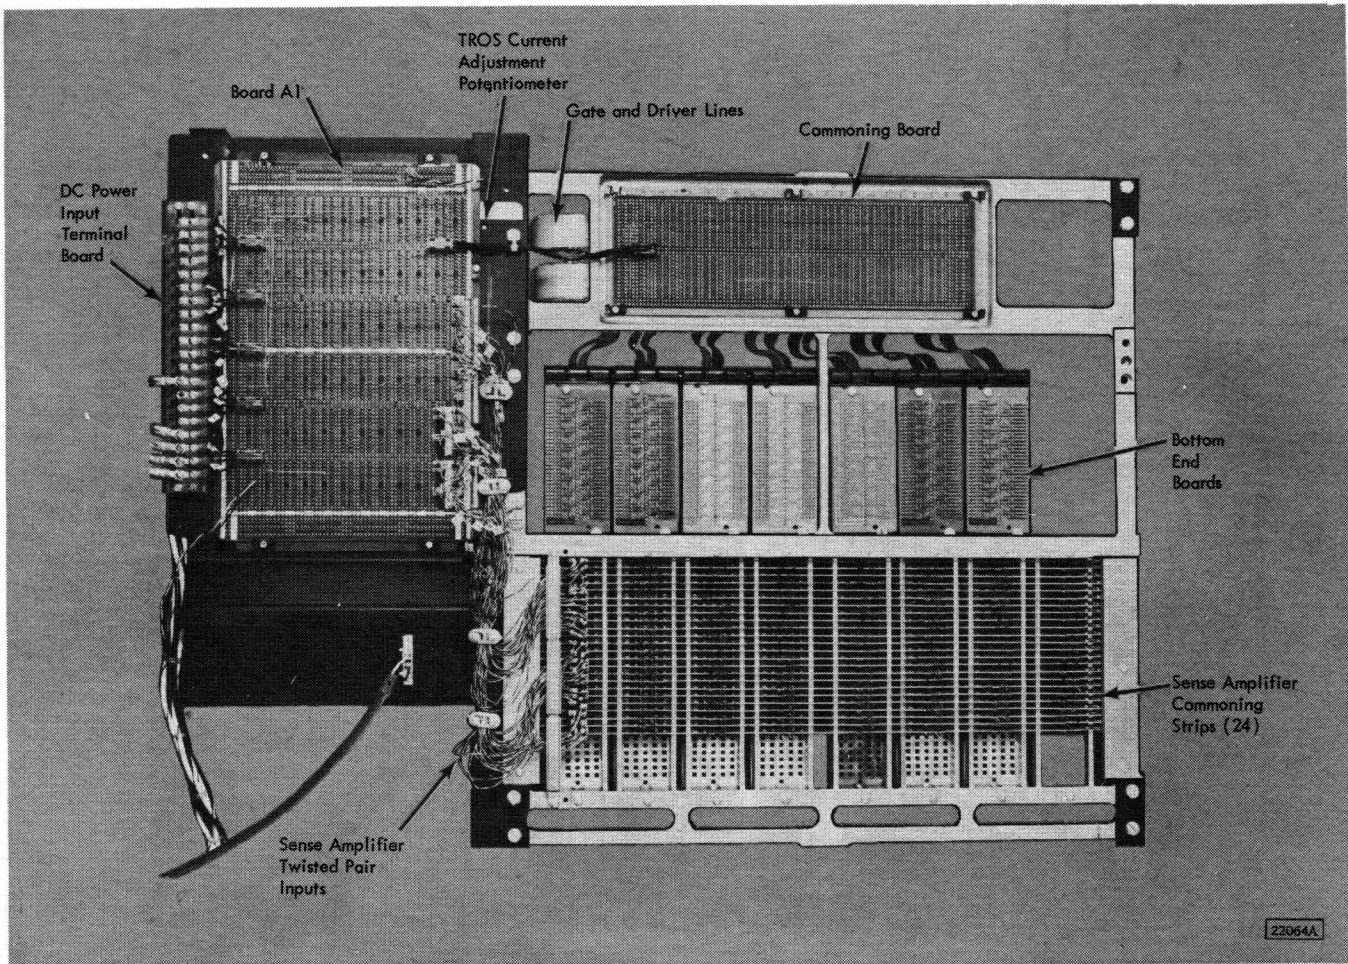 TROS Current
Adjustment
Potentiometer
Board A1
Gate and Driver Lines
Commoning Board
DC Power
Input
Terminal
Board
Bottom
End
Boards
Sense Amplifier
Commoning
Strips (24)
Sense Amplifier
Twisted Pair
Inputs
22064A